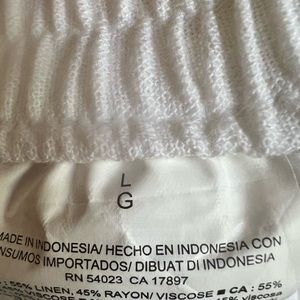 L
G
MADE IN INDONESIA/ HECHO EN INDONESIA CON
INSUMOS IMPORTADOS/ DIBUAT DI INDONESIA
RN 54023 CA 17897
55% LINEN, 45% RAYON/ VISCOSE ■ CA : 55%
VISCOSE